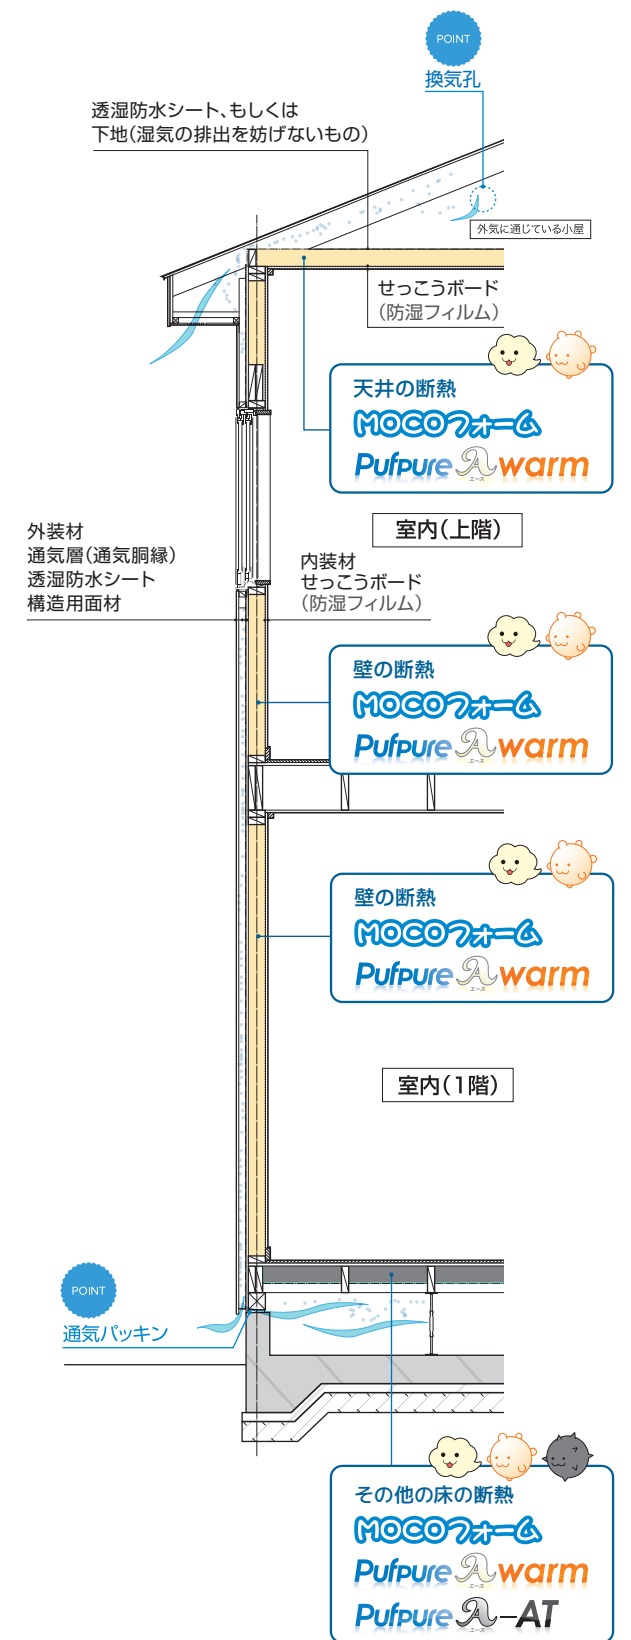 POINT
換気孔
透湿防水シート、もしくは
下地(湿気の排出を妨げないもの)
外気に通じている小屋
せっこうボード
(防湿フィルム)
天井の断熱
MOCOフォーム
Pufpure A エース warm
室内(上階)
外装材
通気層(通気胴縁)
透湿防水シート
構造用面材
内装材
せっこうボード
(防湿フィルム)
壁の断熱
MOCOフォーム
Pufpure A エース warm
壁の断熱
MOCOフォーム
Pufpure A エース warm
室内(1階)
POINT
通気パッキン
その他の床の断熱
MOCOフォーム
Pufpure A エース warm
Pufpure A エース–AT